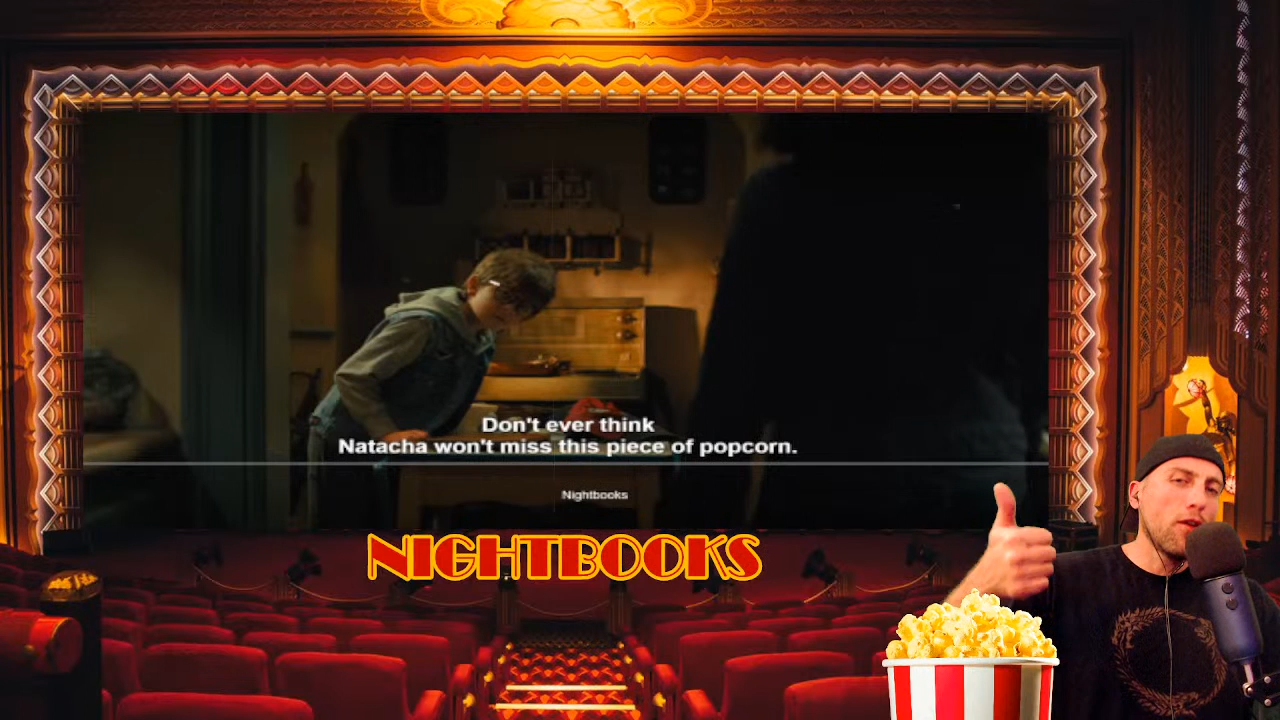 Don't ever think
Natacha won't miss this piece of popcorn.
Nightbooks
NIGHTBOOKS